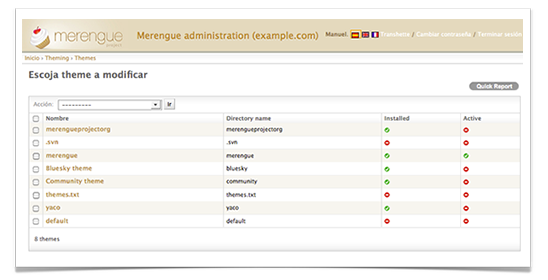 merengue
project
Merengue administration (example.com)
Manuel. Transhette / Cambiar contraseña / Terminar sesión
Inicio › Theming › Themes
Escoja theme a modificar
Quick Report
Acción: --------- Ir
Nombre Directory name Installed Active
merengueprojectorg merengueprojectorg
.svn .svn
merengue merengue
Bluesky theme bluesky
Community theme community
themes.txt themes.txt
yaco yaco
default default
8 themes